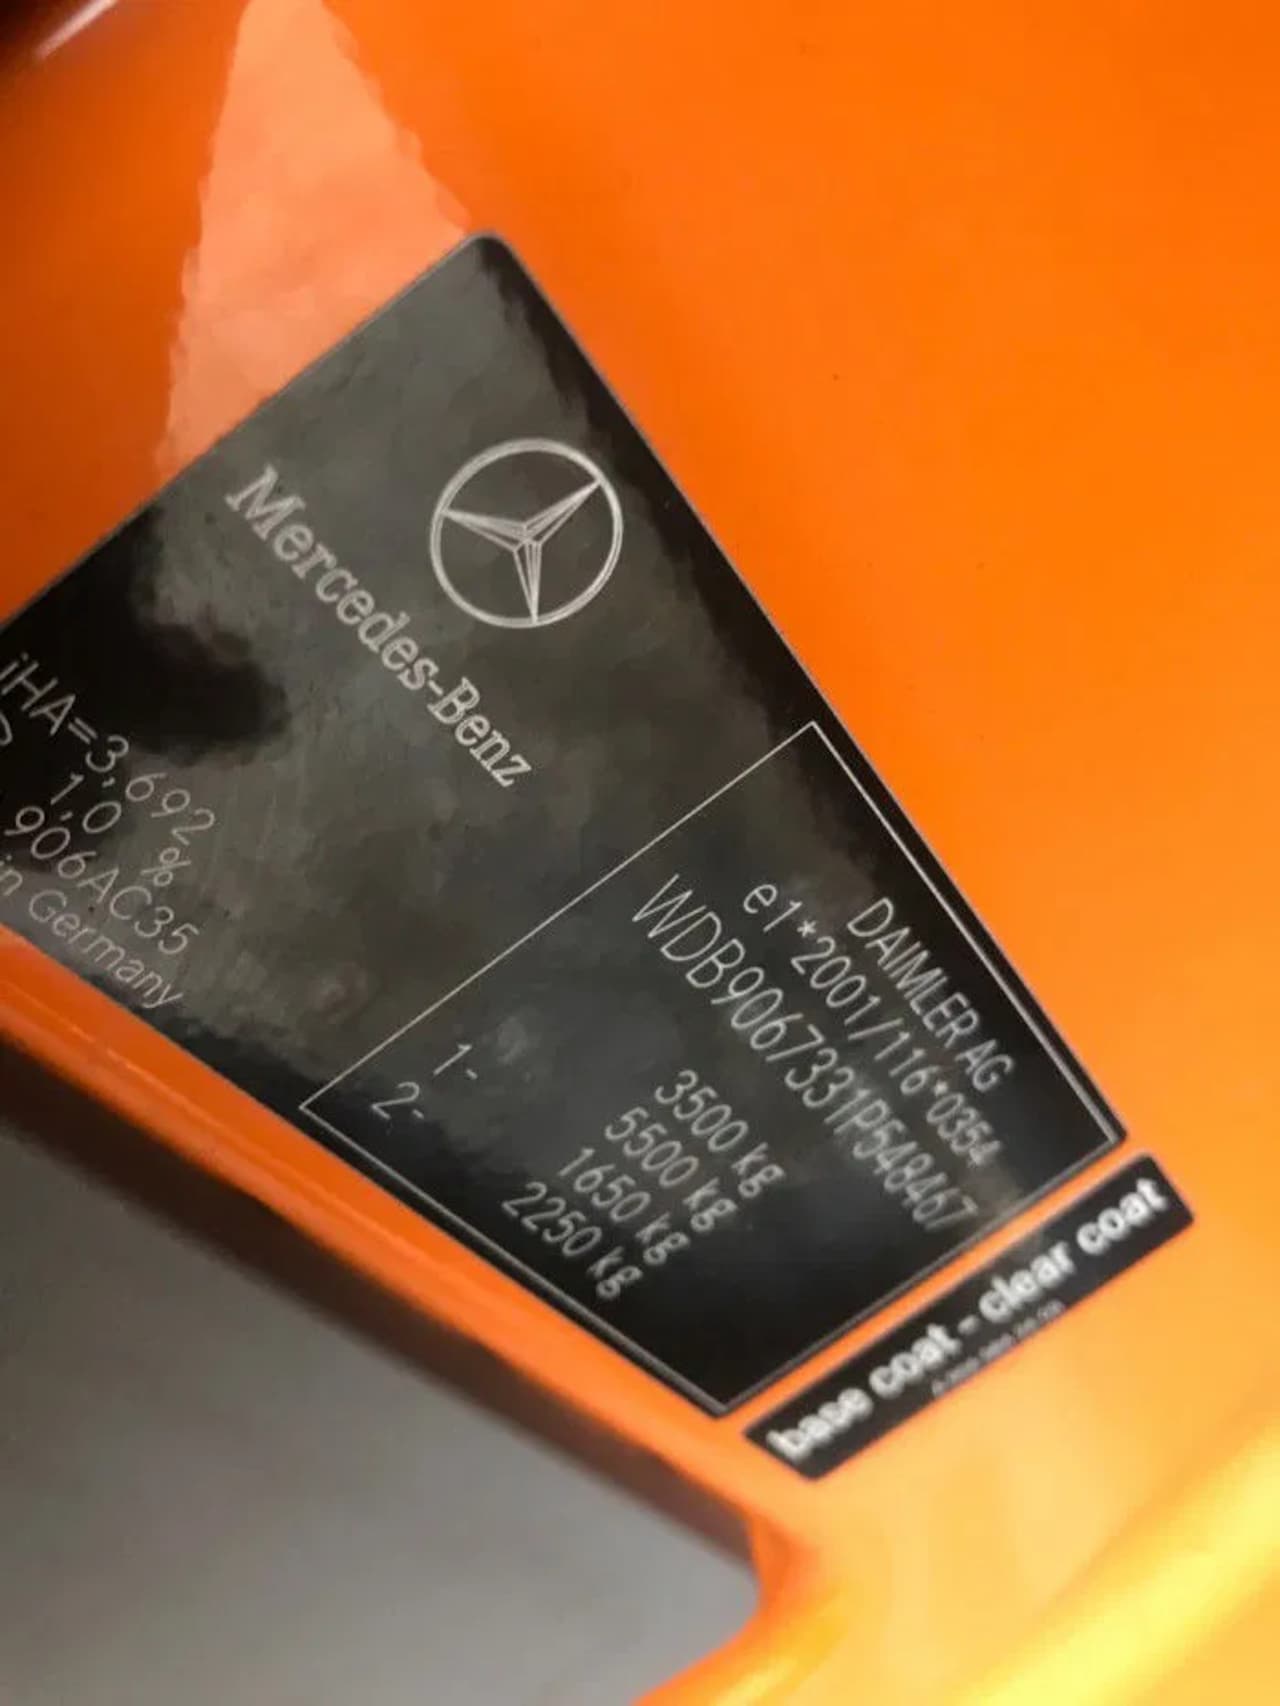 Mercedes-Benz
DAIMLER AG
e1*2001/116*0354
WDB9067331P548467
3500 kg
5500 kg
1- 1650 kg
2- 2250 kg
iHA=3,692
1,0 %
906AC35
in Germany
base coat - clear coat